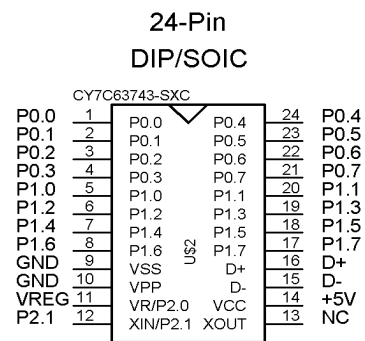 24-Pin
DIP/SOIC
CY7C63743-SXC
P0.0 1 P0.0 P0.4 24 P0.4
P0.1 2 P0.1 P0.5 23 P0.5
P0.2 3 P0.2 P0.6 22 P0.6
P0.3 4 P0.3 P0.7 21 P0.7
P1.0 5 P1.0 P1.1 20 P1.1
P1.2 6 P1.2 P1.3 19 P1.3
P1.4 7 P1.4 P1.5 18 P1.5
P1.6 8 P1.6 P1.7 17 P1.7
GND 9 VSS D+ 16 D+
GND 10 VPP D- 15 D-
VREG 11 VR/P2.0 VCC 14 +5V
P2.1 12 XIN/P2.1 XOUT 13 NC
U$2